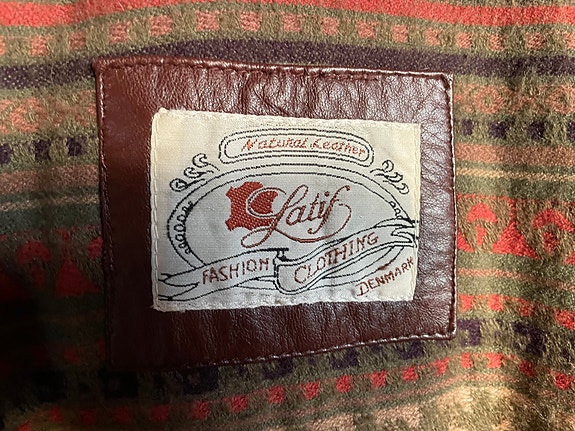 Natural Leather
Latif
FASHION CLOTHING
DENMARK